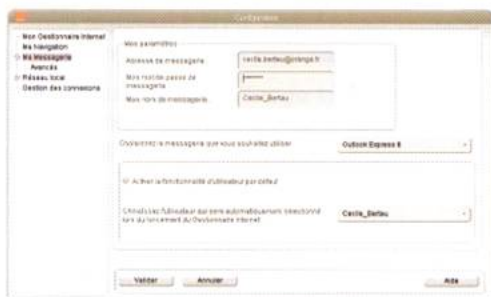 Configuration
Mon Gestionnaire Internet
Ma Navigation
Ma Messagerie
Avancés
Réseau local
Gestion des connexions
Mes paramètres
Adresse de messagerie
cecile.bertau@orange.fr
Mon mot de passe de
messagerie
*******
Mon nom de messagerie
Cecile_Bertau
Choisissez la messagerie que vous souhaitez utiliser
Outlook Express 6
Activer la fonctionnalité d'utilisateur par défaut
Choisissez l'utilisateur qui sera automatiquement sélectionné
lors du lancement du Gestionnaire Internet
Cecile_Bertau
Valider
Annuler
Aide